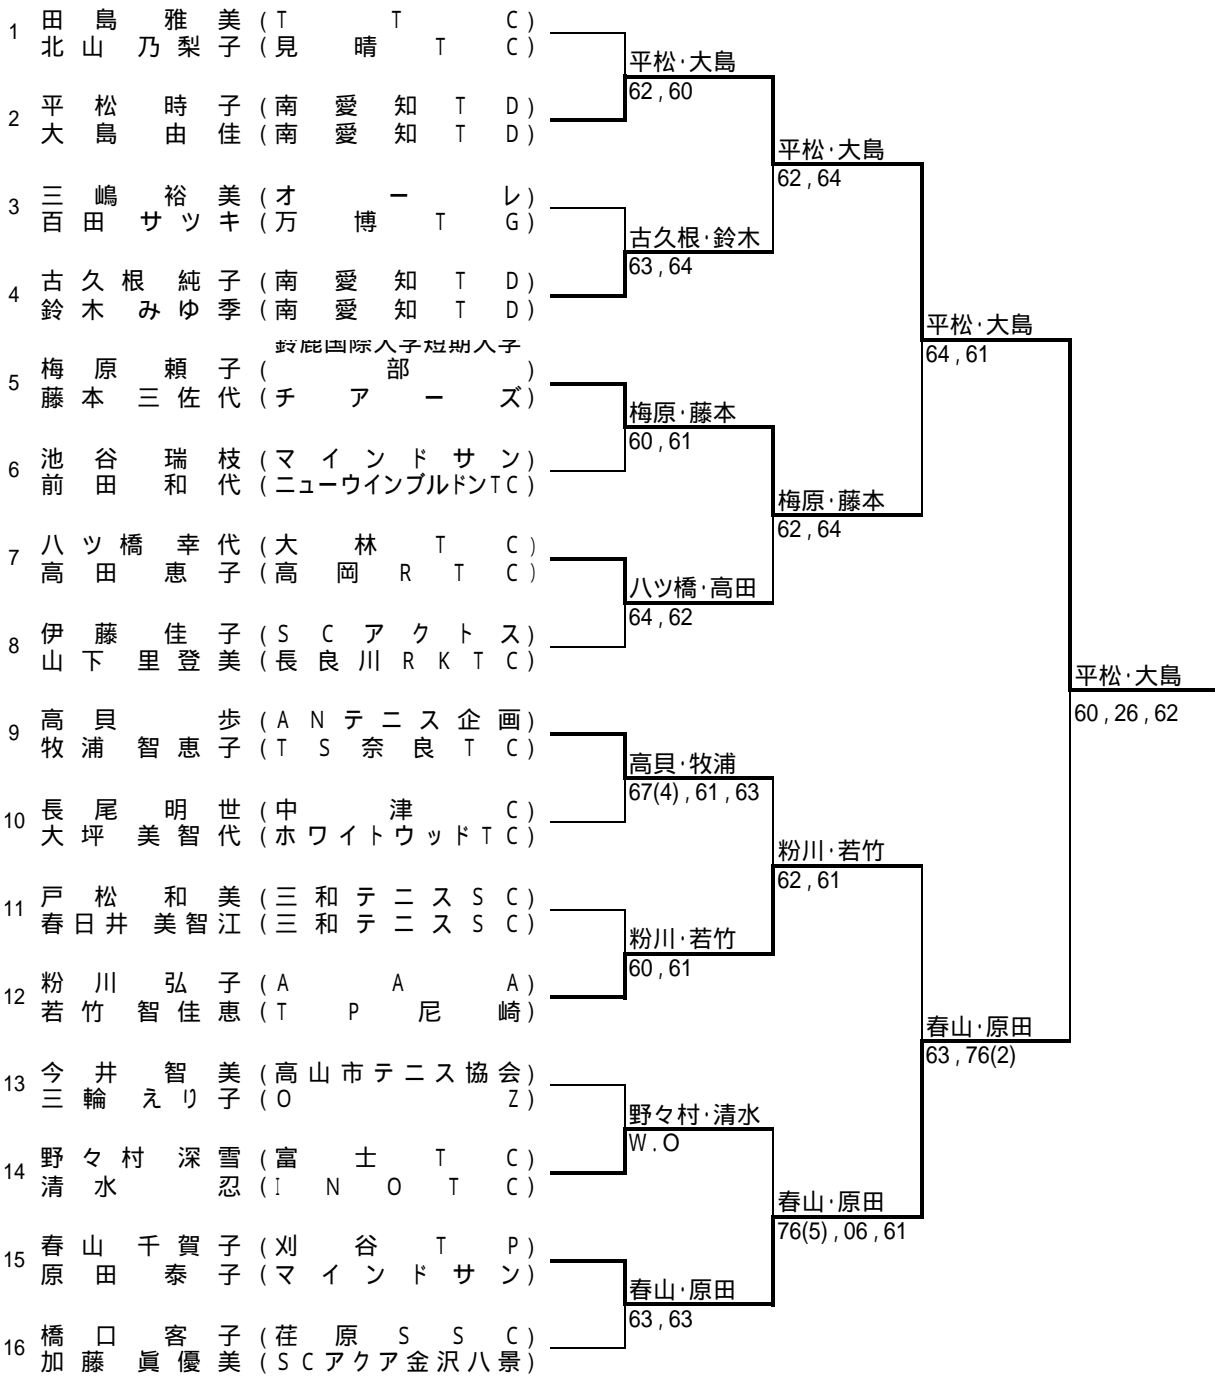 1 田島 雅美 (TTC)
北山 乃梨子 (見晴TC)
2 平松 時子 (南愛知TD)
大島 由佳 (南愛知TD)
3 三嶋 裕美 (オーレ)
百田 サツキ (万博TG)
4 古久根 純子 (南愛知TD)
鈴木 みゆ季 (南愛知TD)
鈴鹿国際大学短期大学
5 梅原 頼子 (部)
藤本 三佐代 (チアーズ)
6 池谷 瑞枝 (マインドサン)
前田 和代 (ニューウインブルドンTC)
7 八ツ橋 幸代 (大林TC)
高田 恵子 (高岡RTC)
8 伊藤 佳子 (SCアクトス)
山下 里登美 (長良川RKTC)
9 高貝 歩 (ANテニス企画)
牧浦 智恵子 (TS奈良TC)
10 長尾 明世 (中津C)
大坪 美智代 (ホワイトウッドTC)
11 戸松 和美 (三和テニスSC)
春日井 美智江 (三和テニスSC)
12 粉川 弘子 (AAA)
若竹 智佳恵 (TP尼崎)
13 今井 智美 (高山市テニス協会)
三輪 えり子 (OZ)
14 野々村 深雪 (富士TC)
清水 忍 (INOTC)
15 春山 千賀子 (刈谷TP)
原田 泰子 (マインドサン)
16 橋口 客子 (荏原SSC)
加藤 眞優美 (SCアクア金沢八景)
平松・大島
62 , 60
古久根・鈴木
63 , 64
梅原・藤本
60 , 61
八ツ橋・高田
64 , 62
高貝・牧浦
67(4) , 61 , 63
粉川・若竹
60 , 61
野々村・清水
W . O
春山・原田
63 , 63
平松・大島
62 , 64
梅原・藤本
62 , 64
粉川・若竹
62 , 61
春山・原田
76(5) , 06 , 61
平松・大島
64 , 61
春山・原田
63 , 76(2)
平松・大島
60 , 26 , 62